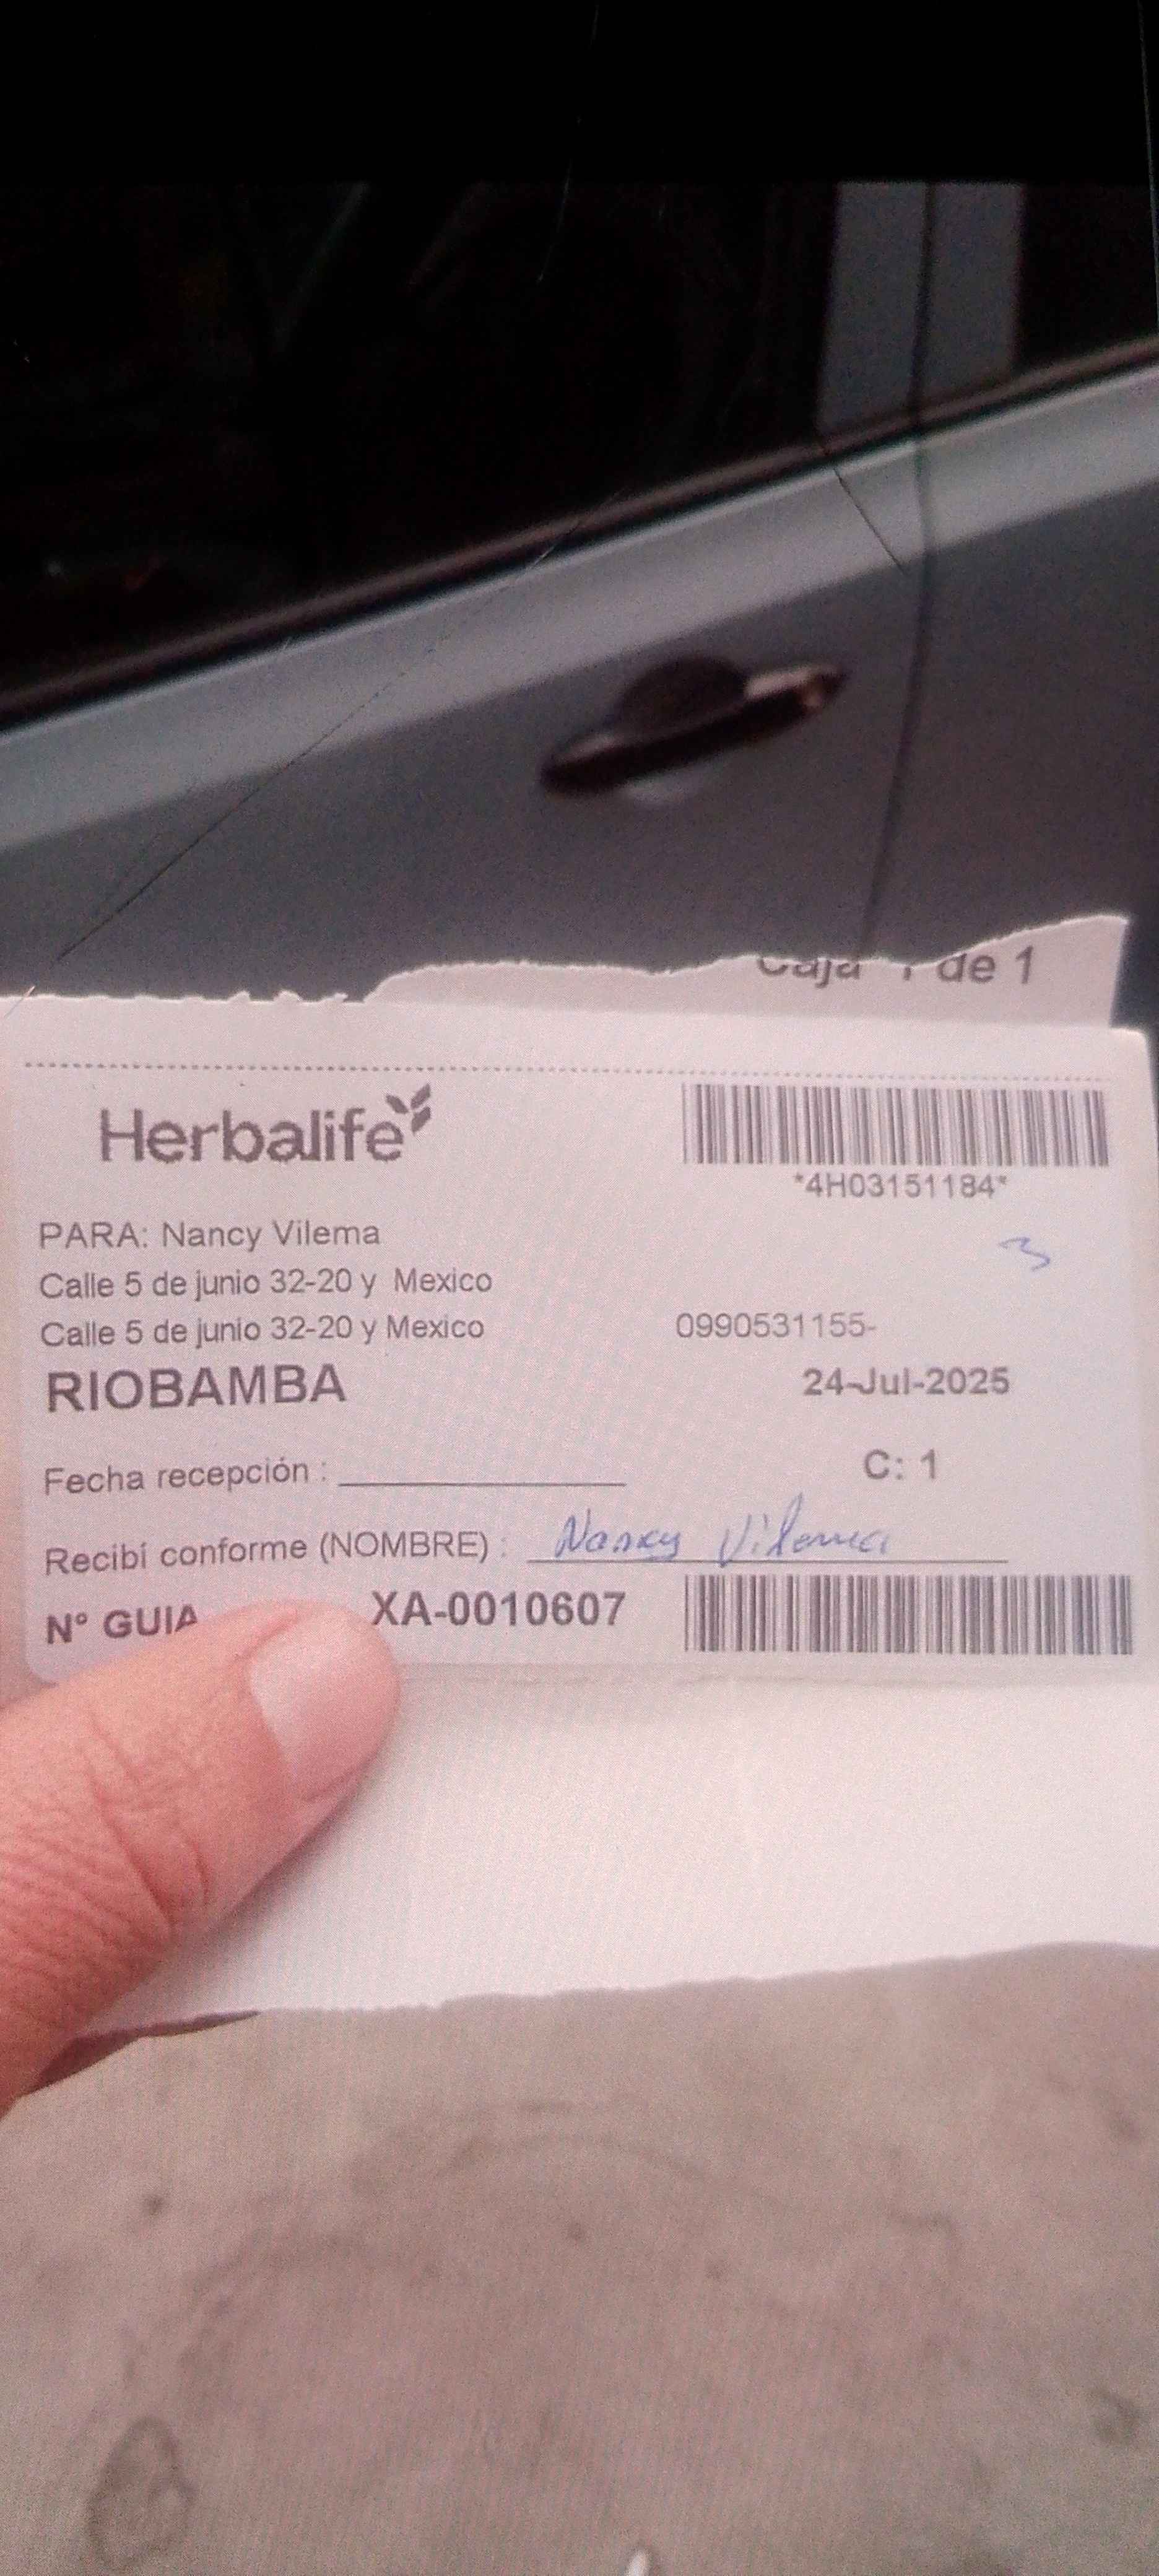 Caja 1 de 1
Herbalife
*4H03151184*
PARA: Nancy Vilema
3
Calle 5 de junio 32-20 y Mexico
Calle 5 de junio 32-20 y Mexico 0990531155-
RIOBAMBA 24-Jul-2025
Fecha recepción : C: 1
Recibí conforme (NOMBRE) : Nancy Vilema
N° GUIA XA-0010607